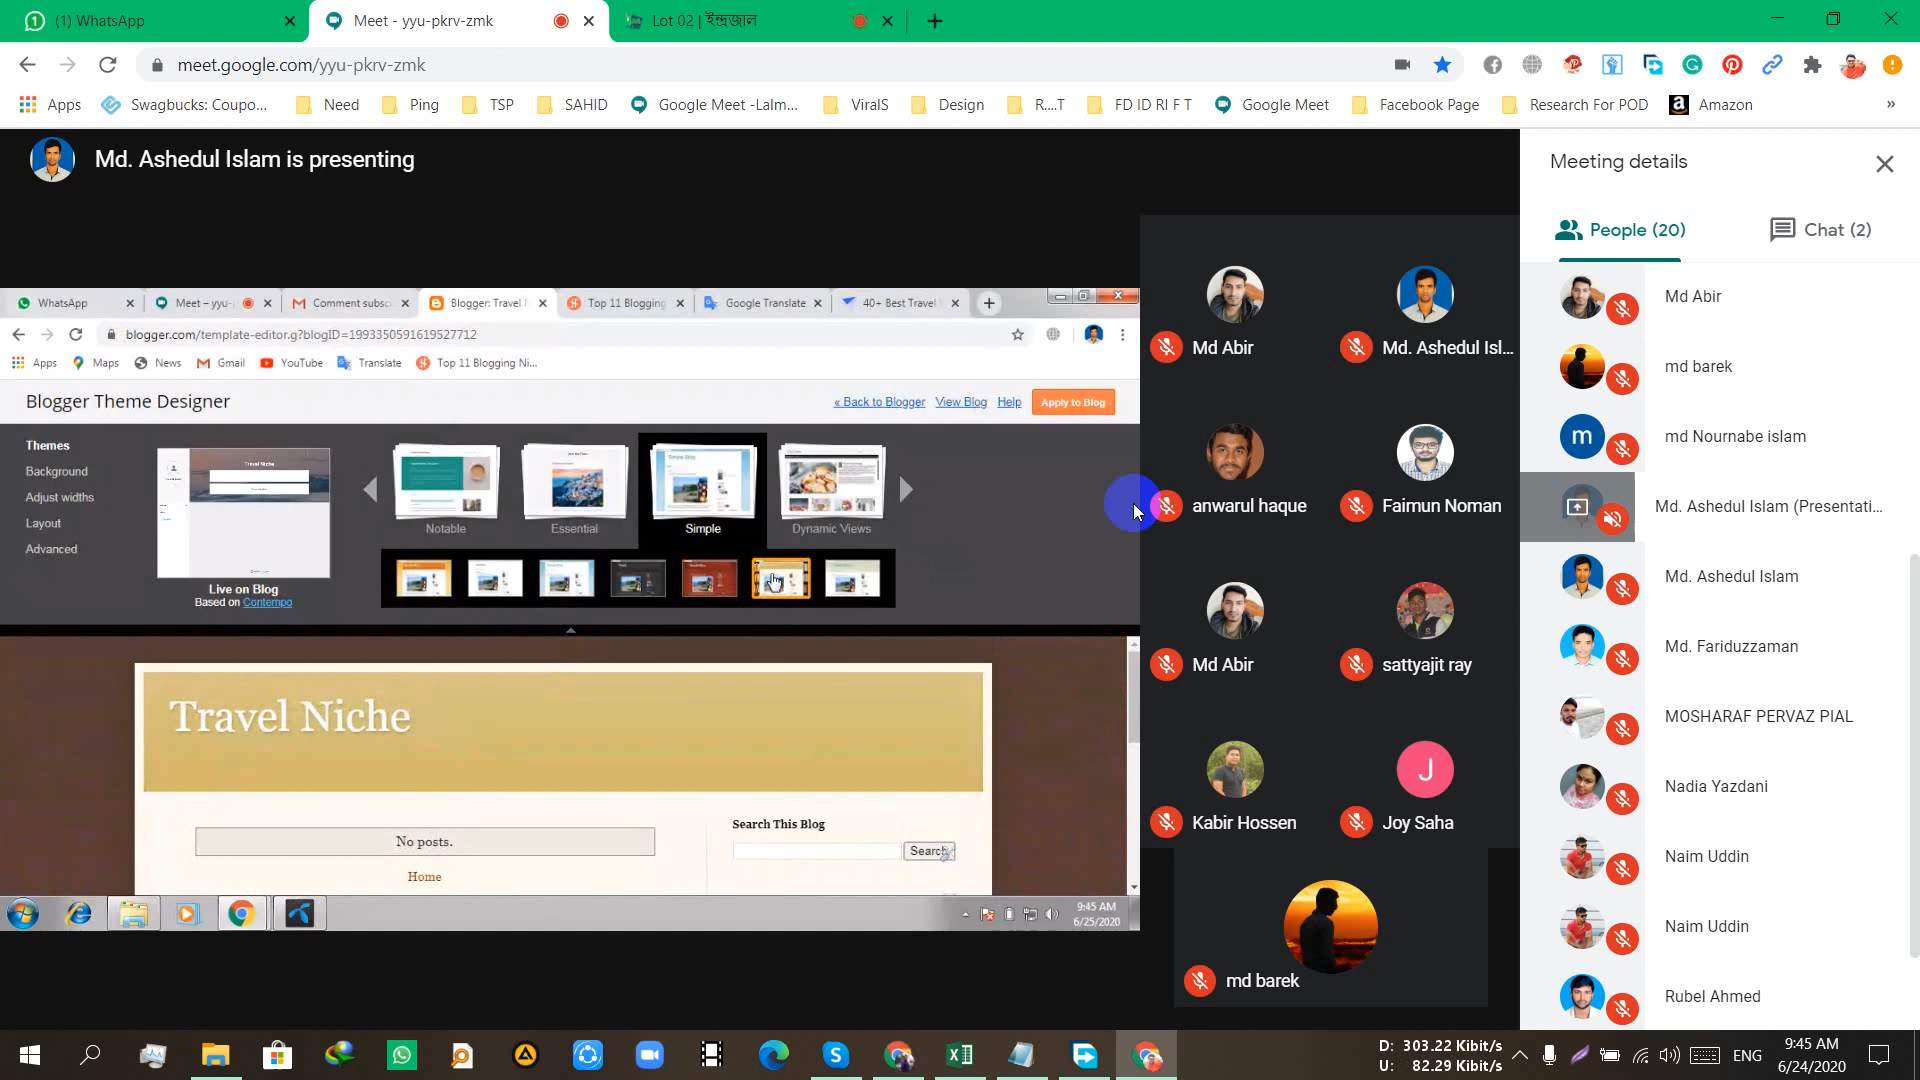 (1) WhatsApp
Meet - yyu-pkrv-zmk
Lot 02 | ইন্দ্রজাল
meet.google.com/yyu-pkrv-zmk
Apps
Swagbucks: Coupo...
Need
Ping
TSP
SAHID
Google Meet -Lalm...
ViralS
Design
R....T
FD ID RI F T
Google Meet
Facebook Page
Research For POD
Amazon
»
Md. Ashedul Islam is presenting
Meeting details
People (20)
Chat (2)
WhatsApp
Meet – yyu-
Comment subsc
Blogger: Travel
Top 11 Blogging
Google Translate
40+ Best Travel
blogger.com/template-editor.g?blogID=1993350591619527712
Apps
Maps
News
Gmail
YouTube
Translate
Top 11 Blogging Ni...
Blogger Theme Designer
« Back to Blogger
View Blog
Help
Apply to Blog
Themes
Background
Adjust widths
Layout
Advanced
Travel Niche
Live on Blog
Based on Contempo
Notable
Essential
Simple
Dynamic Views
Travel Niche
No posts.
Home
Search This Blog
Search
9:45 AM
6/25/2020
Md Abir
Md. Ashedul Isl...
anwarul haque
Faimun Noman
Md Abir
sattyajit ray
Kabir Hossen
J
Joy Saha
md barek
Md Abir
md barek
m
md Nournabe islam
Md. Ashedul Islam (Presentati...
Md. Ashedul Islam
Md. Fariduzzaman
MOSHARAF PERVAZ PIAL
Nadia Yazdani
Naim Uddin
Naim Uddin
Rubel Ahmed
D: 303.22 Kibit/s
U: 82.29 Kibit/s
ENG
9:45 AM
6/24/2020